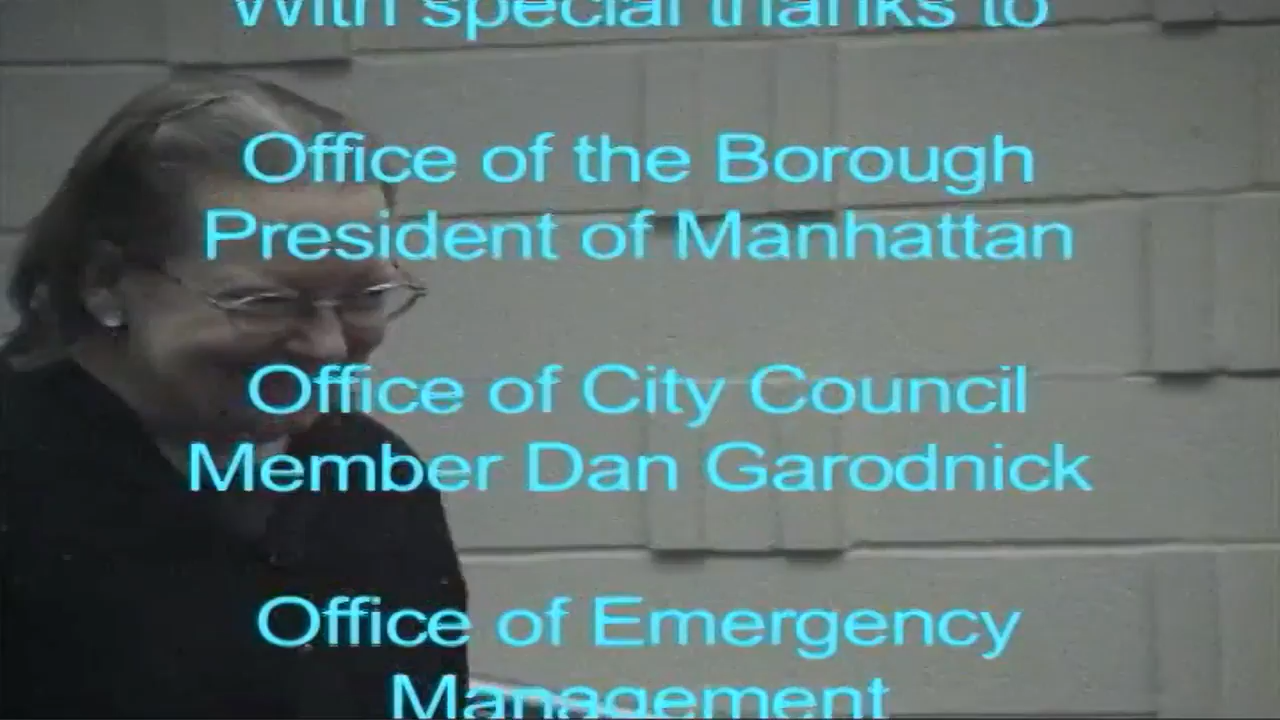 With special thanks to
Office of the Borough
President of Manhattan
Office of City Council
Member Dan Garodnick
Office of Emergency
Management